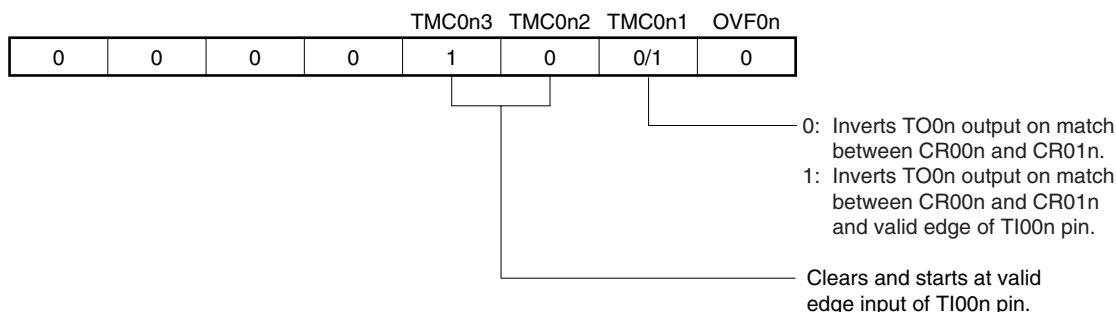 TMC0n3 TMC0n2 TMC0n1 OVF0n
0 0 0 0 1 0 0/1 0
0: Inverts TO0n output on match
between CR00n and CR01n.
1: Inverts TO0n output on match
between CR00n and CR01n
and valid edge of TI00n pin.
Clears and starts at valid
edge input of TI00n pin.